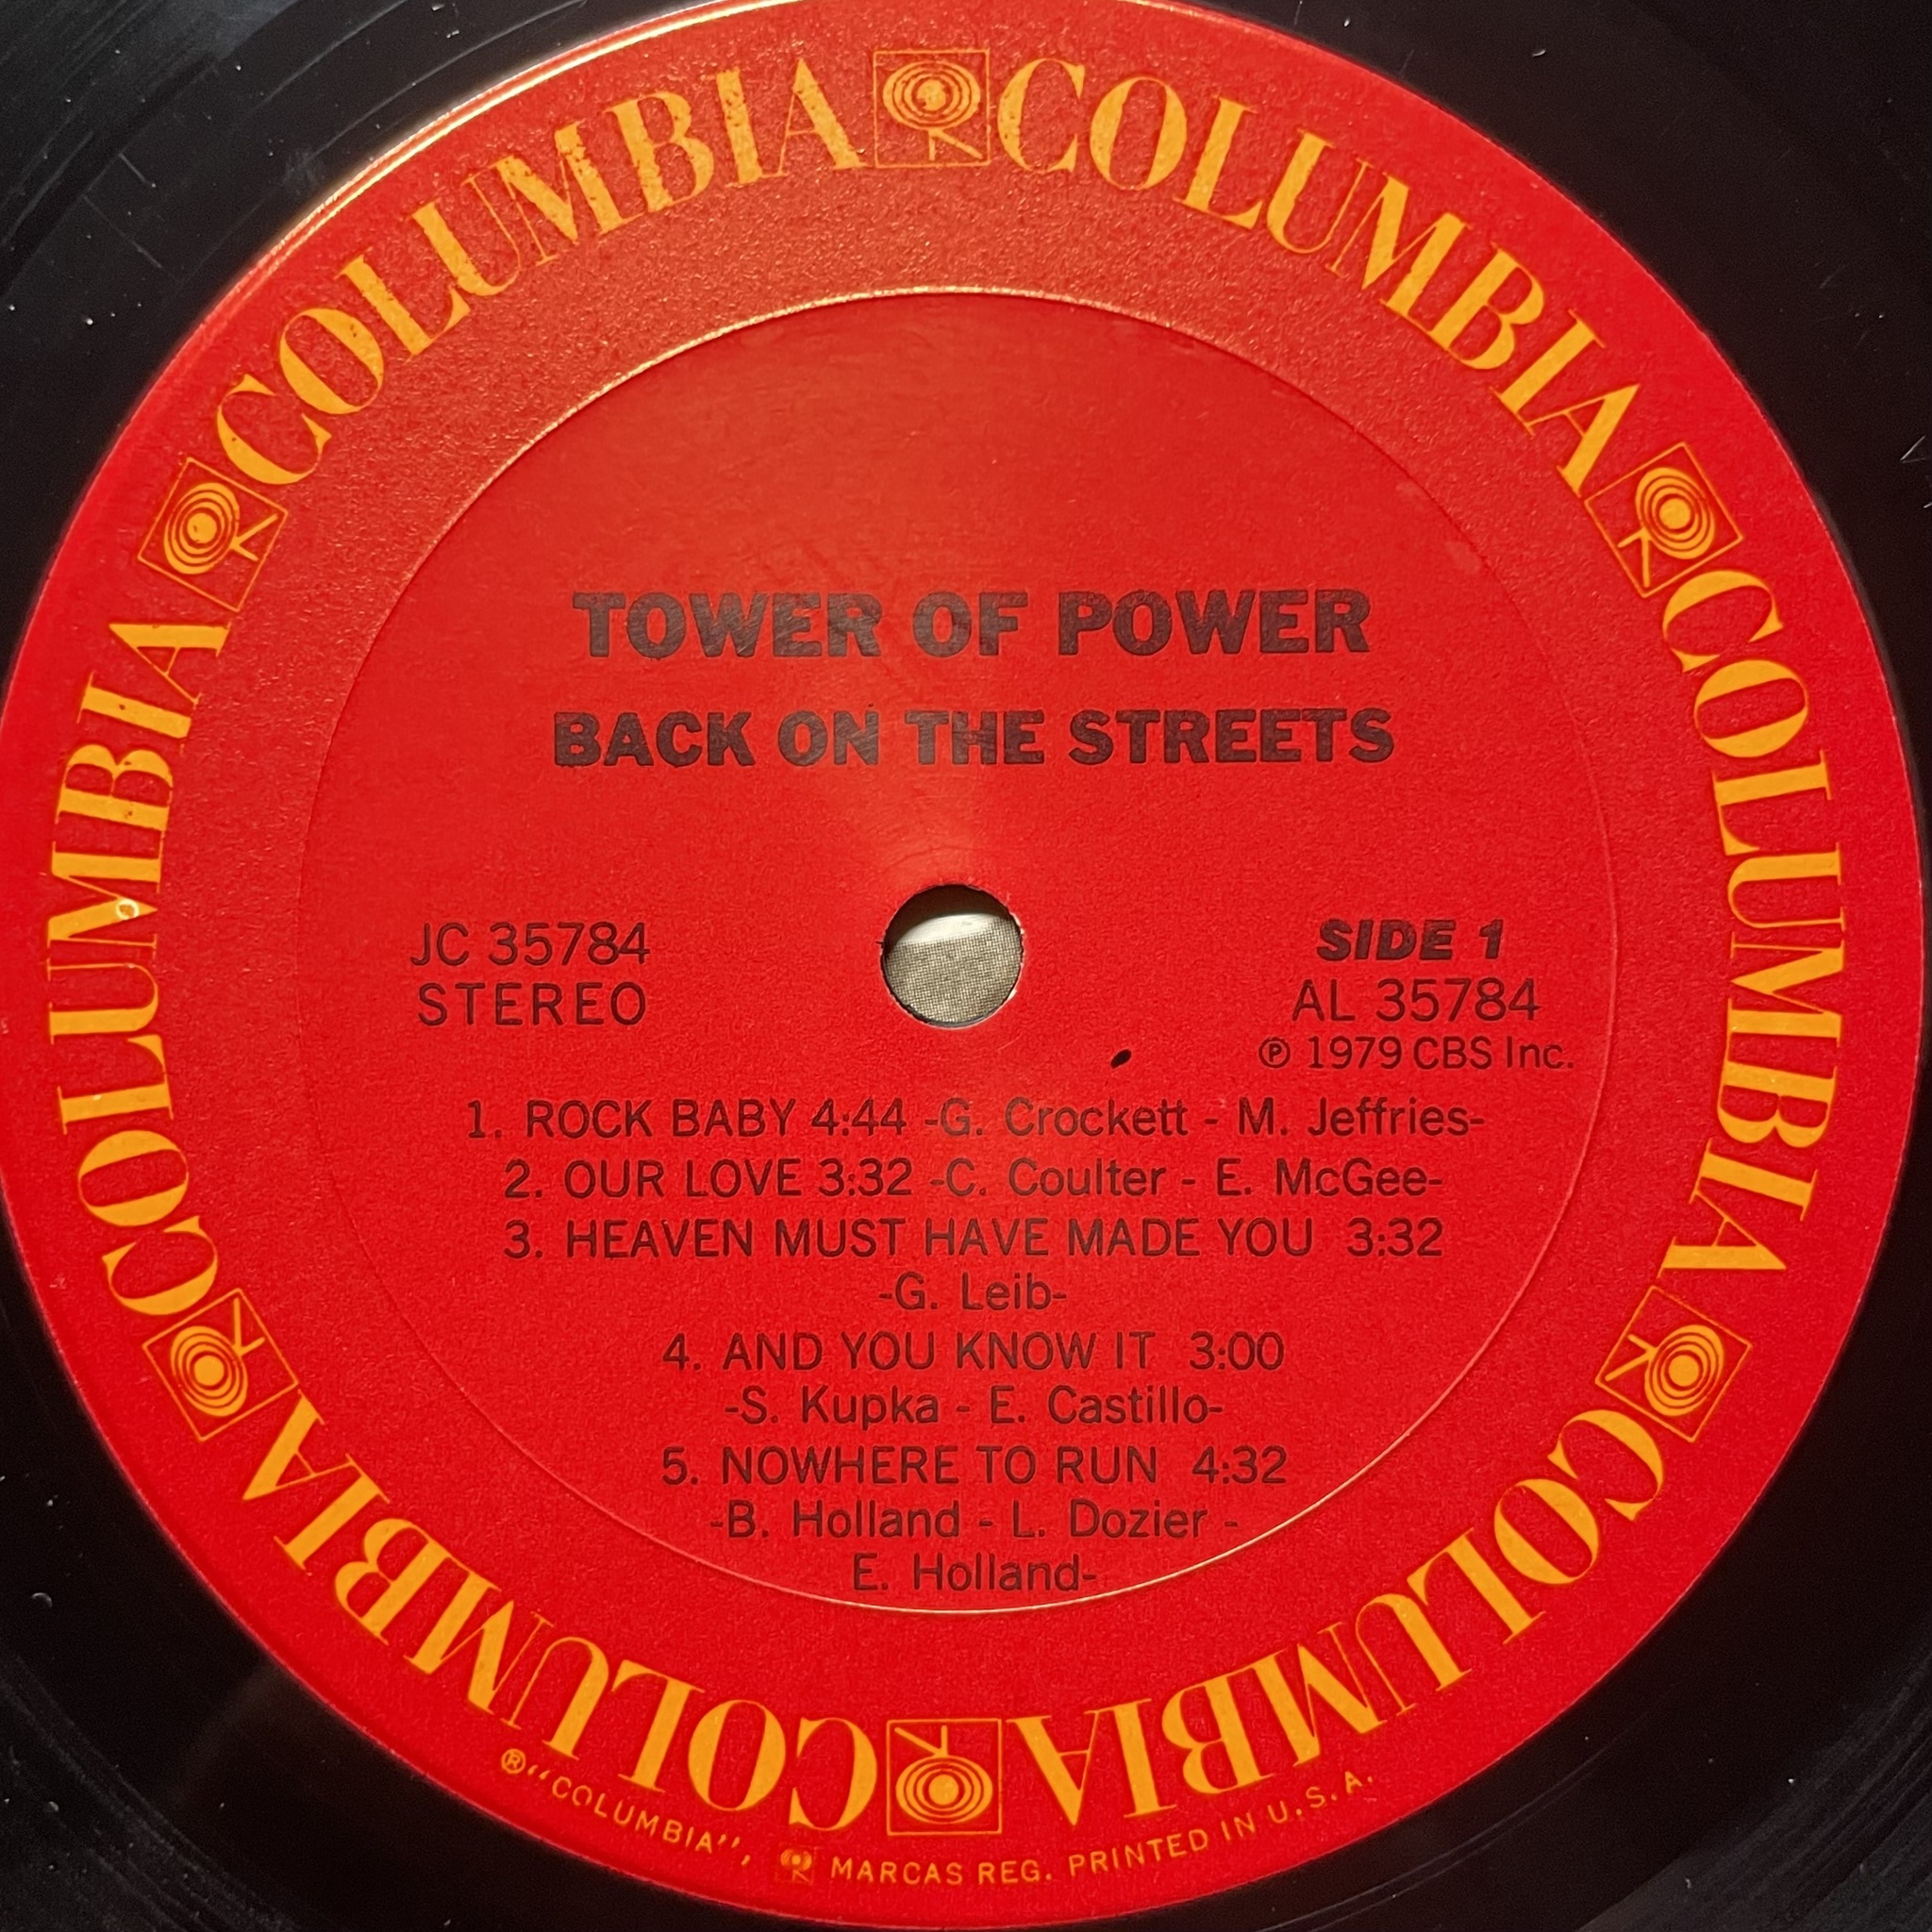 COLUMBIA COLUMBIA COLUMBIA COLUMBIA COLUMBIA COLUMBIA
TOWER OF POWER
BACK ON THE STREETS
JC 35784
STEREO
SIDE 1
AL 35784
℗ 1979 CBS Inc.
1. ROCK BABY 4:44 -G. Crockett - M. Jeffries-
2. OUR LOVE 3:32 -C. Coulter - E. McGee-
3. HEAVEN MUST HAVE MADE YOU 3:32
-G. Leib-
4. AND YOU KNOW IT 3:00
-S. Kupka - E. Castillo-
5. NOWHERE TO RUN 4:32
-B. Holland - L. Dozier -
E. Holland-
®"COLUMBIA", MARCAS REG. PRINTED IN U.S.A.